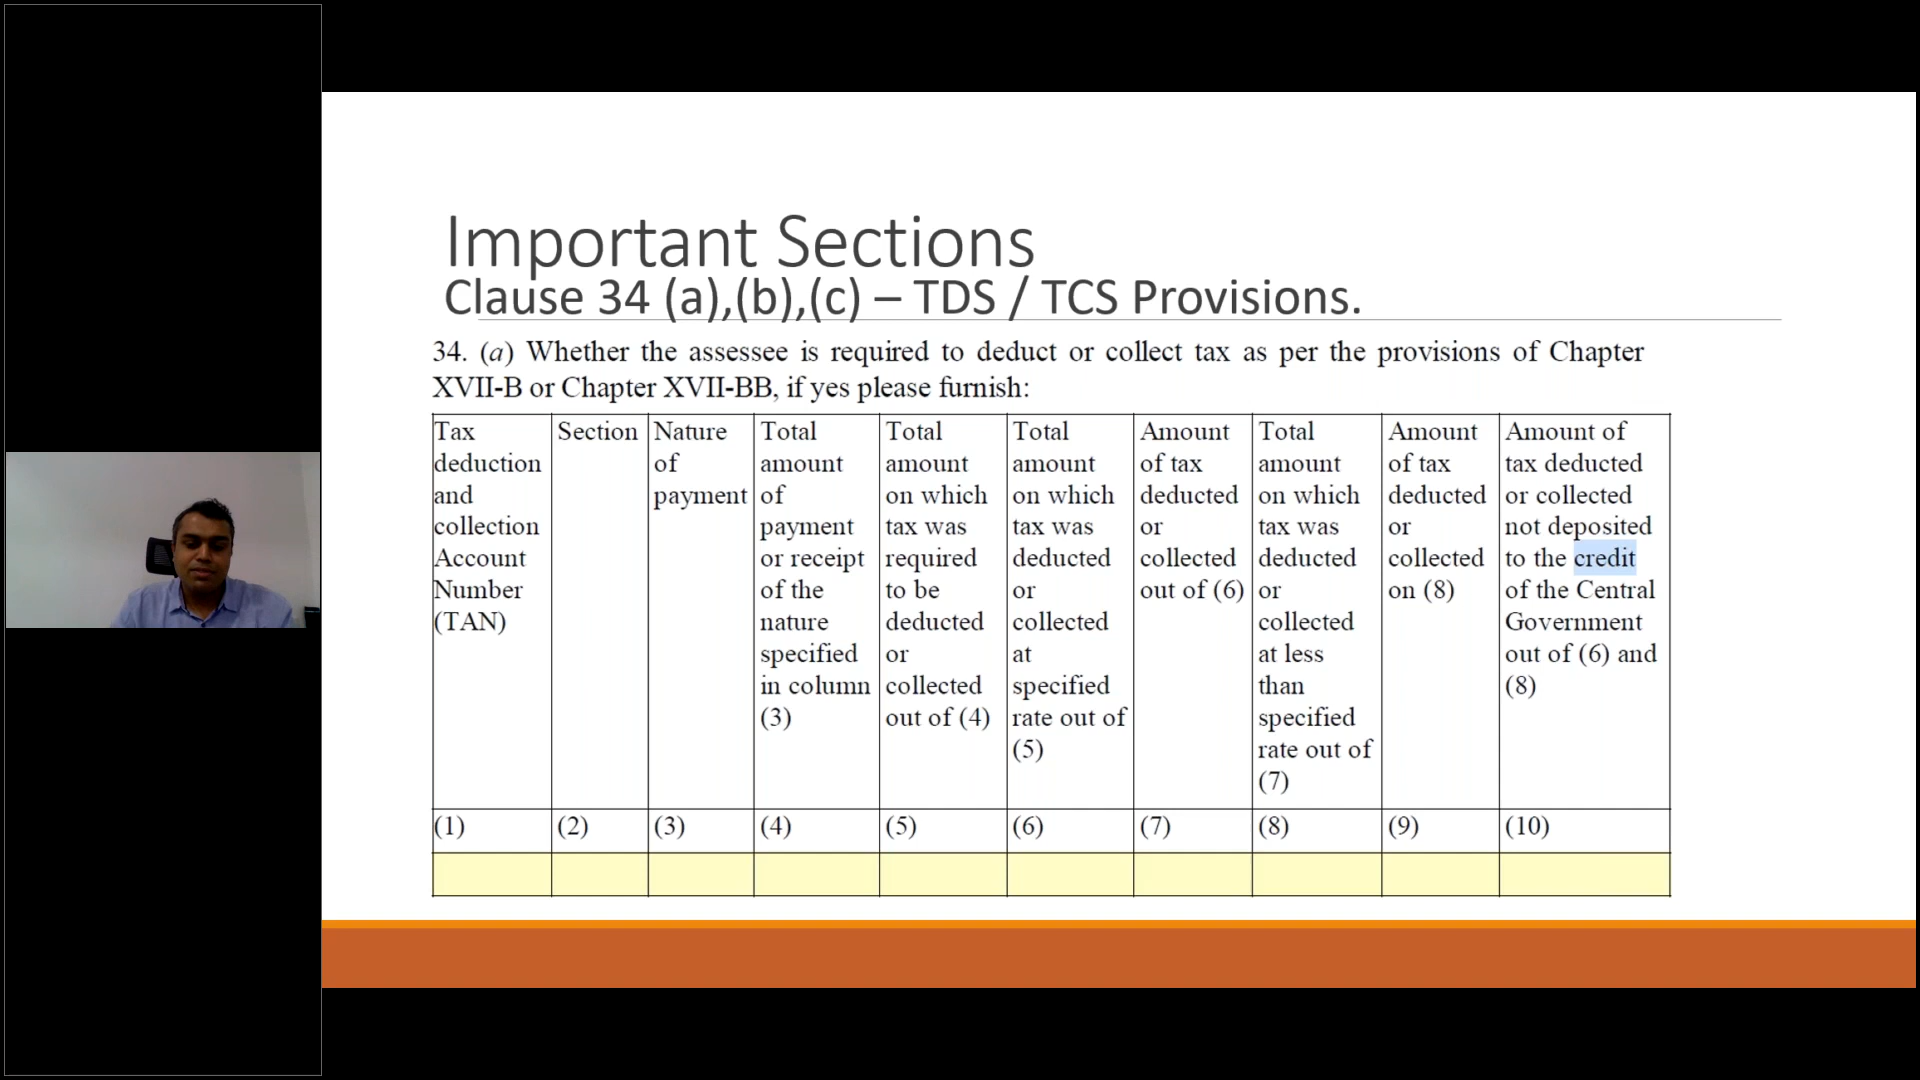 Important Sections
Clause 34 (a),(b),(c) – TDS / TCS Provisions.
34. (a) Whether the assessee is required to deduct or collect tax as per the provisions of Chapter
XVII-B or Chapter XVII-BB, if yes please furnish:
Tax
deduction
and
collection
Account
Number
(TAN)
Section
Nature
of
payment
Total
amount
of
payment
or receipt
of the
nature
specified
in column
(3)
Total
amount
on which
tax was
required
to be
deducted
or
collected
out of (4)
Total
amount
on which
tax was
deducted
or
collected
at
specified
rate out of
(5)
Amount
of tax
deducted
or
collected
out of (6)
Total
amount
on which
tax was
deducted
or
collected
at less
than
specified
rate out of
(7)
Amount
of tax
deducted
or
collected
on (8)
Amount of
tax deducted
or collected
not deposited
to the credit
of the Central
Government
out of (6) and
(8)
(1) (2) (3) (4) (5) (6) (7) (8) (9) (10)